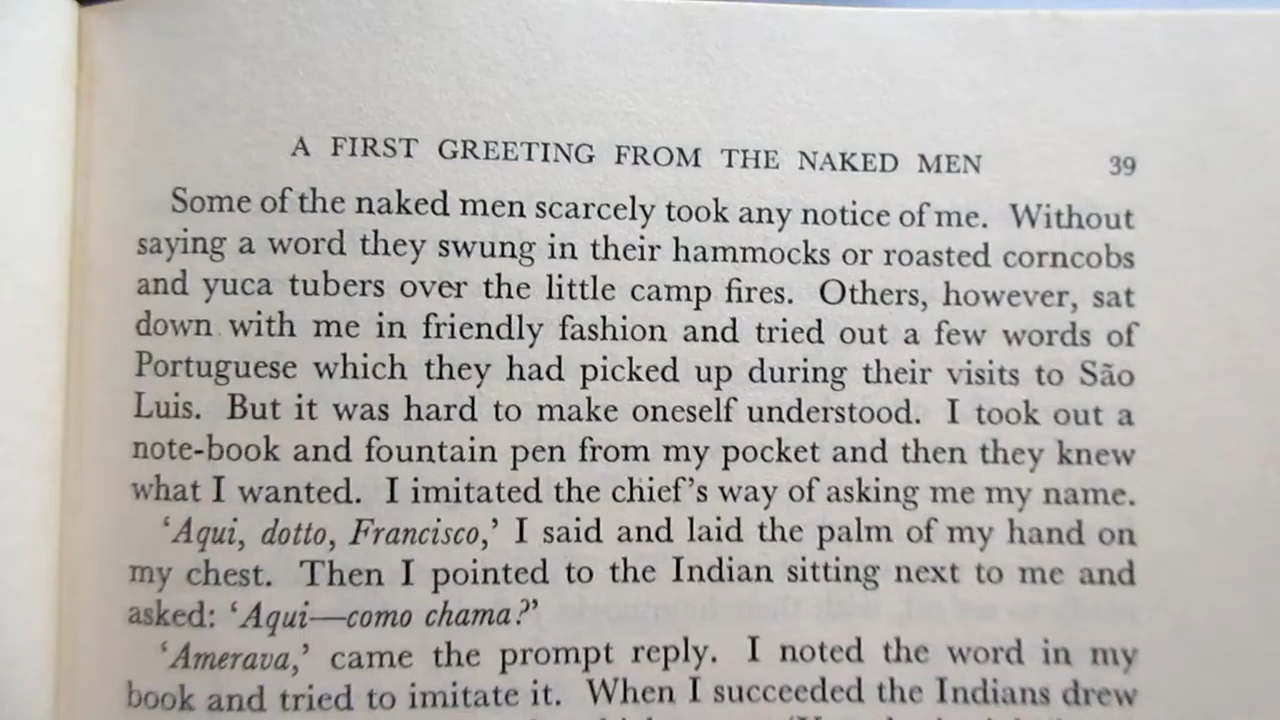 A FIRST GREETING FROM THE NAKED MEN 39
Some of the naked men scarcely took any notice of me. Without
saying a word they swung in their hammocks or roasted corncobs
and yuca tubers over the little camp fires. Others, however, sat
down with me in friendly fashion and tried out a few words of
Portuguese which they had picked up during their visits to São
Luis. But it was hard to make oneself understood. I took out a
note-book and fountain pen from my pocket and then they knew
what I wanted. I imitated the chief's way of asking me my name.
‘Aqui, dotto, Francisco,’ I said and laid the palm of my hand on
my chest. Then I pointed to the Indian sitting next to me and
asked: ‘Aqui—como chama?’
‘Amerava,’ came the prompt reply. I noted the word in my
book and tried to imitate it. When I succeeded the Indians drew